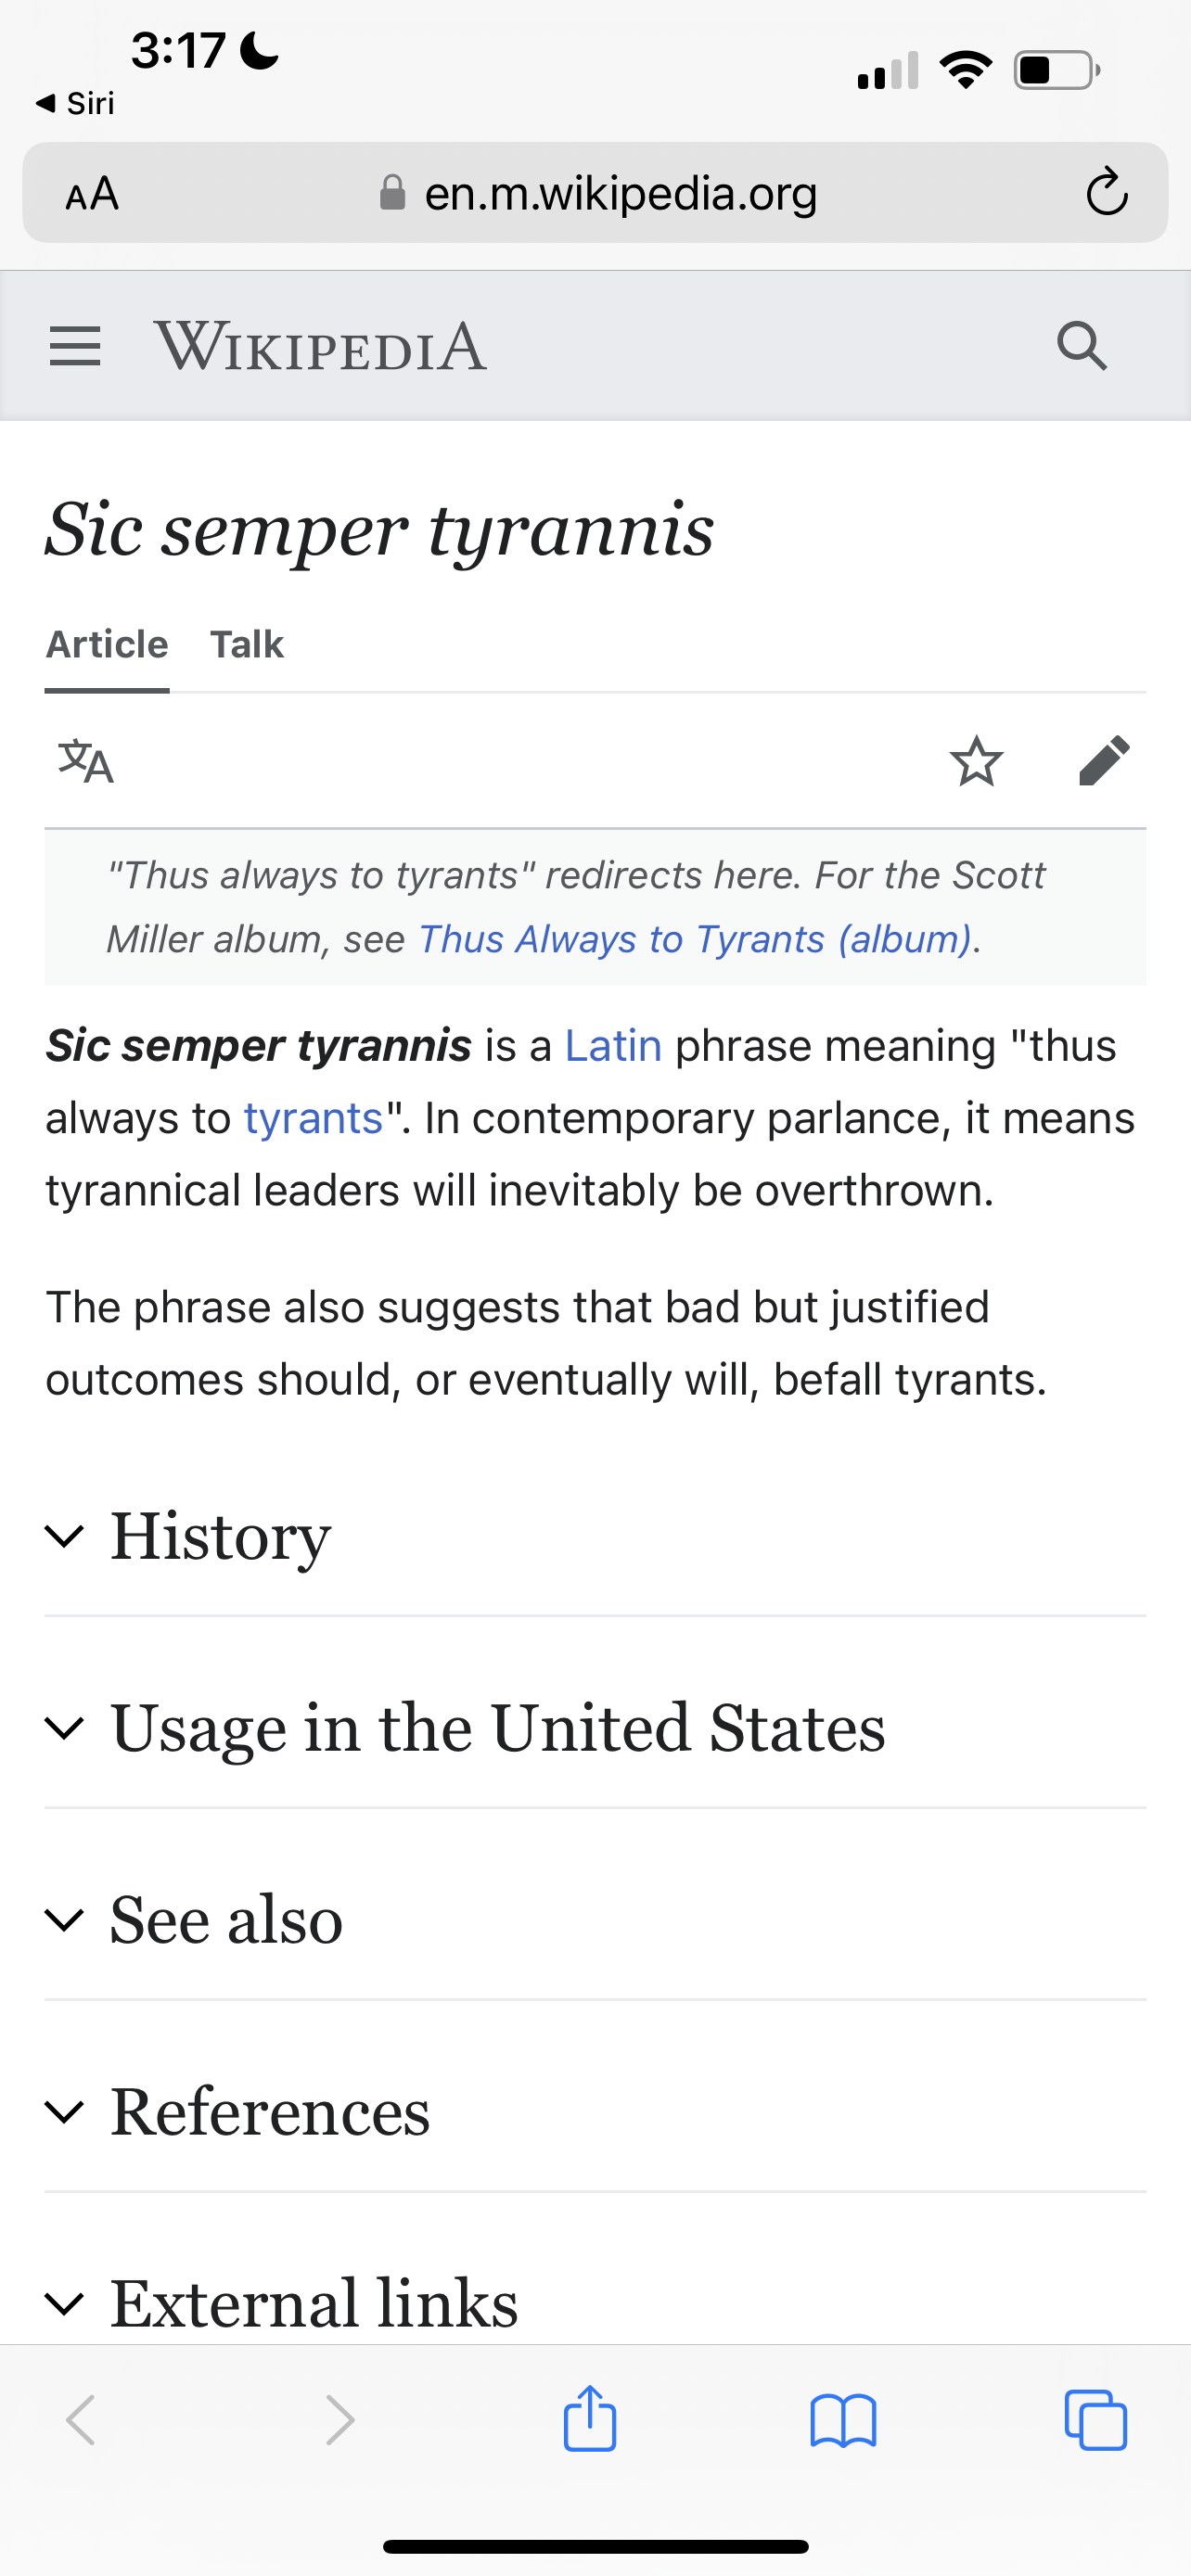 3:17
◀ Siri
AA en.m.wikipedia.org
WIKIPEDIA
Sic semper tyrannis
Article Talk
文A
"Thus always to tyrants" redirects here. For the Scott
Miller album, see Thus Always to Tyrants (album).
Sic semper tyrannis is a Latin phrase meaning "thus
always to tyrants". In contemporary parlance, it means
tyrannical leaders will inevitably be overthrown.
The phrase also suggests that bad but justified
outcomes should, or eventually will, befall tyrants.
History
Usage in the United States
See also
References
External links